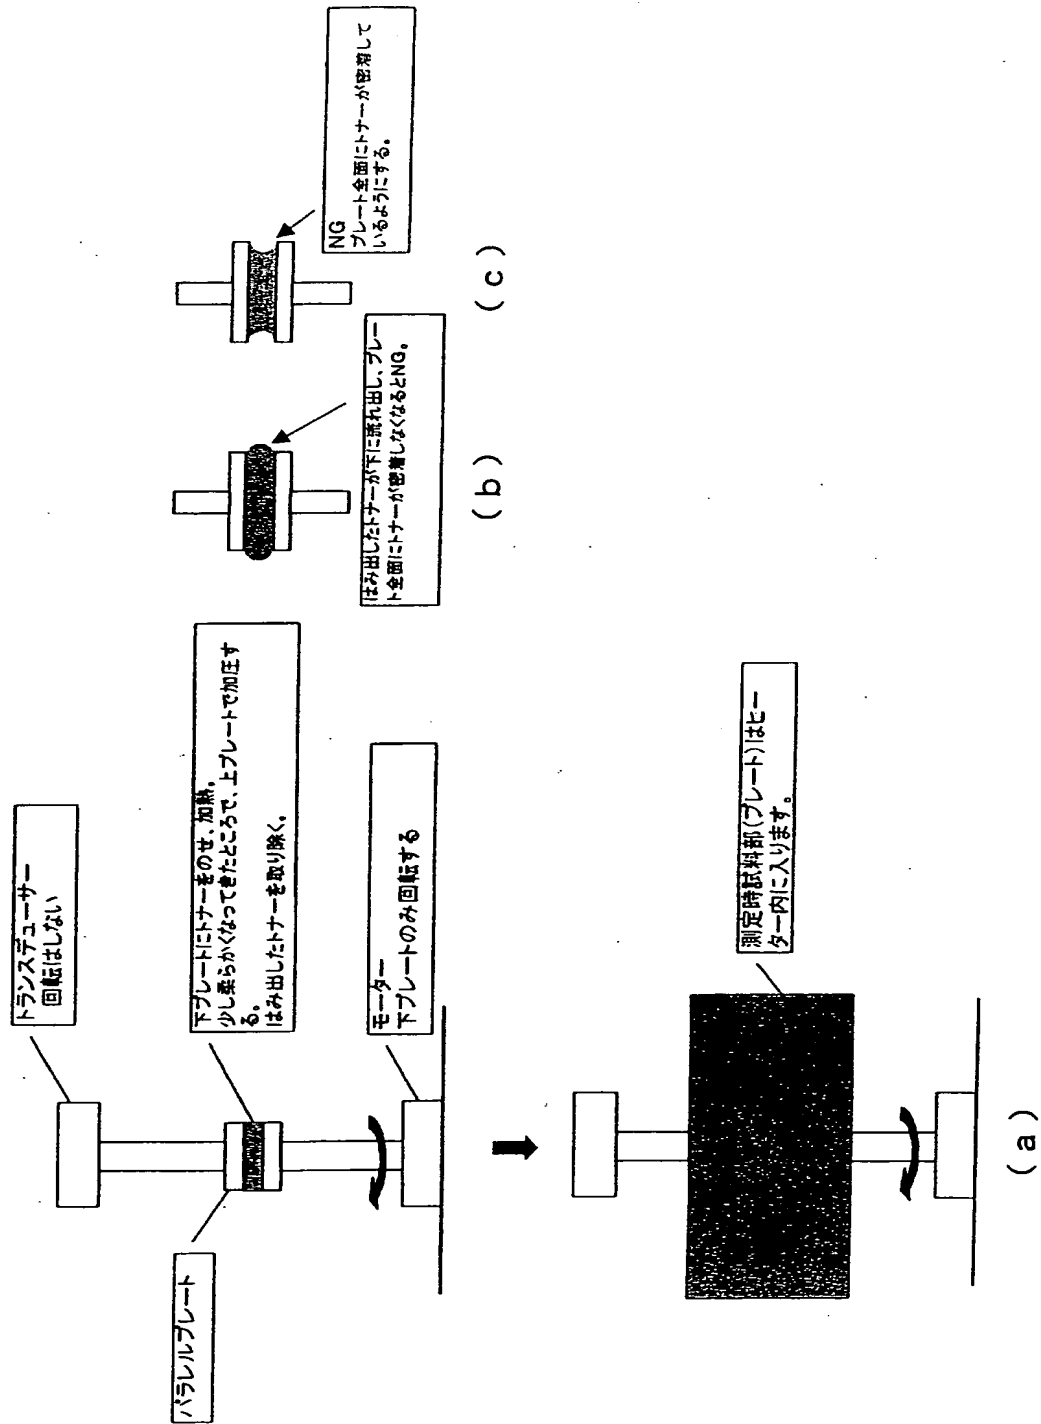 トランスデューサー
回転はしない
パラレルプレート
下プレートにトナーをのせ、加熱。
少し柔らかくなってきたところで、上プレートで加圧す
る。
はみ出したトナーを取り除く。
モーター
下プレートのみ回転する
測定時試料部(プレート)はヒー
ター内に入ります。
(a)
はみ出したトナーが下に流れ出し、プレー
ト全面にトナーが密着しなくなるとNG。
(b)
NG
プレート全面にトナーが密着して
いるようにする。
(c)